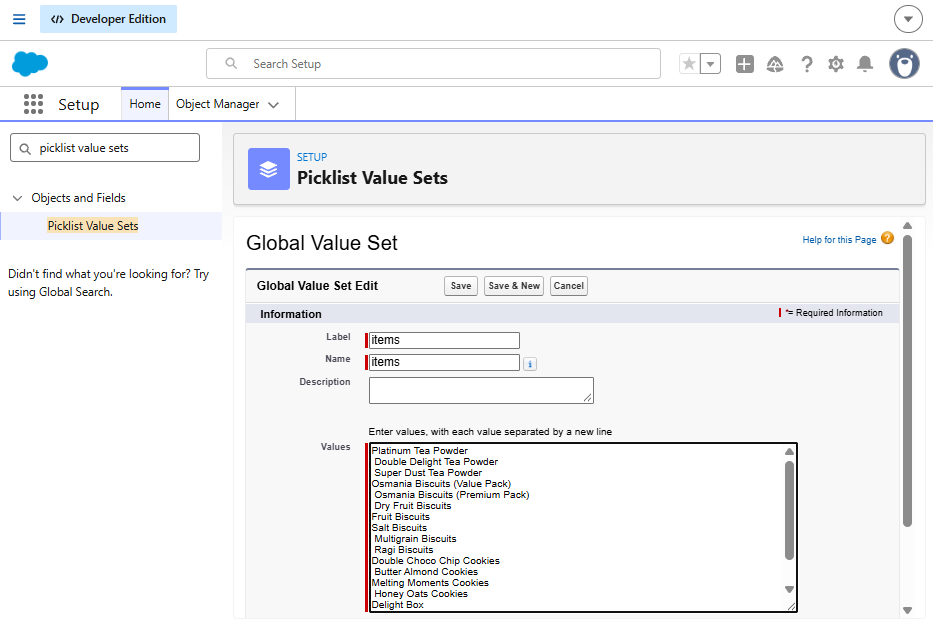 </> Developer Edition
Search Setup
Setup
Home
Object Manager
picklist value sets
Objects and Fields
Picklist Value Sets
Didn't find what you're looking for? Try
using Global Search.
SETUP
Picklist Value Sets
Global Value Set
Help for this Page ?
Global Value Set Edit
Save
Save & New
Cancel
Information
*= Required Information
Label
items
Name
items
i
Description
Enter values, with each value separated by a new line
Values
Platinum Tea Powder
Double Delight Tea Powder
Super Dust Tea Powder
Osmania Biscuits (Value Pack)
Osmania Biscuits (Premium Pack)
Dry Fruit Biscuits
Fruit Biscuits
Salt Biscuits
Multigrain Biscuits
Ragi Biscuits
Double Choco Chip Cookies
Butter Almond Cookies
Melting Moments Cookies
Honey Oats Cookies
Delight Box